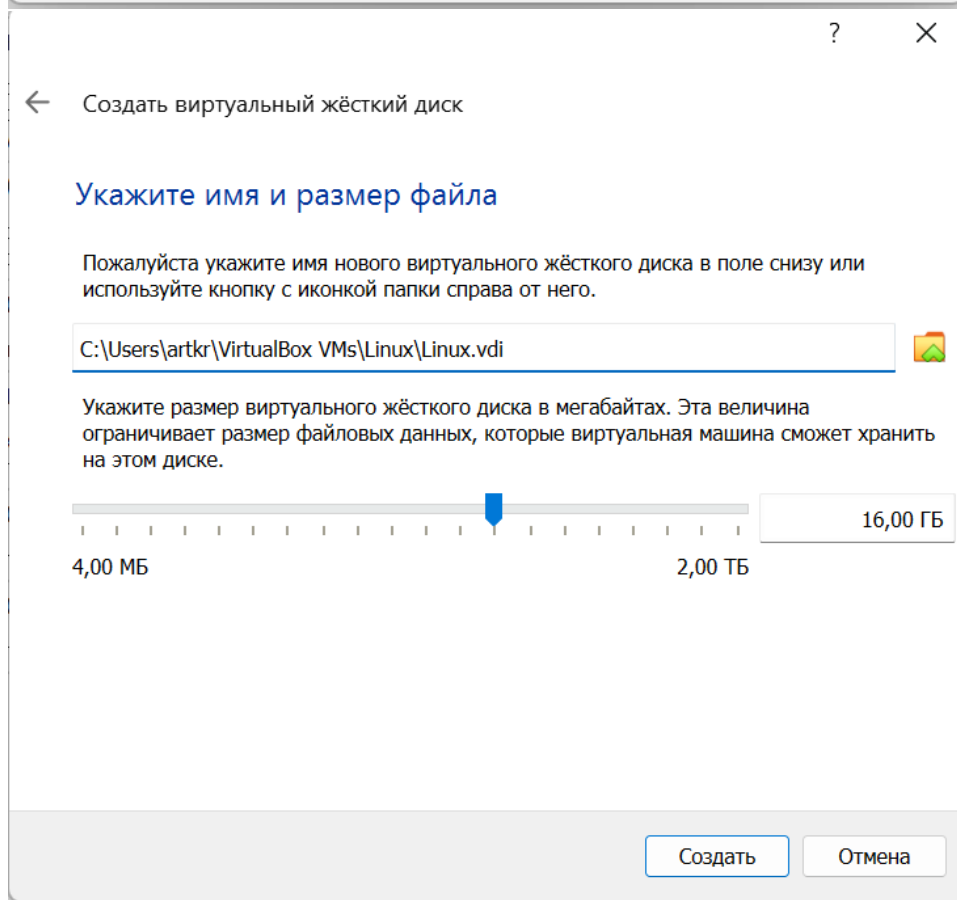 ?
Создать виртуальный жёсткий диск
Укажите имя и размер файла
Пожалуйста укажите имя нового виртуального жёсткого диска в поле снизу или
используйте кнопку с иконкой папки справа от него.
C:\Users\artkr\VirtualBox VMs\Linux\Linux.vdi
Укажите размер виртуального жёсткого диска в мегабайтах. Эта величина
ограничивает размер файловых данных, которые виртуальная машина сможет хранить
на этом диске.
16,00 ГБ
4,00 МБ
2,00 ТБ
Создать
Отмена